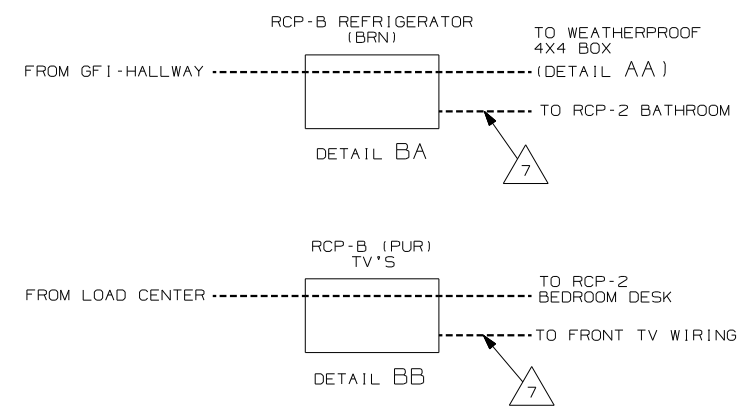 RCP-B REFRIGERATOR
(BRN)
TO WEATHERPROOF
4X4 BOX
(DETAIL AA)
FROM GFI-HALLWAY
TO RCP-2 BATHROOM
DETAIL BA
7
RCP-B (PUR)
TV'S
FROM LOAD CENTER
TO RCP-2
BEDROOM DESK
TO FRONT TV WIRING
DETAIL BB
7